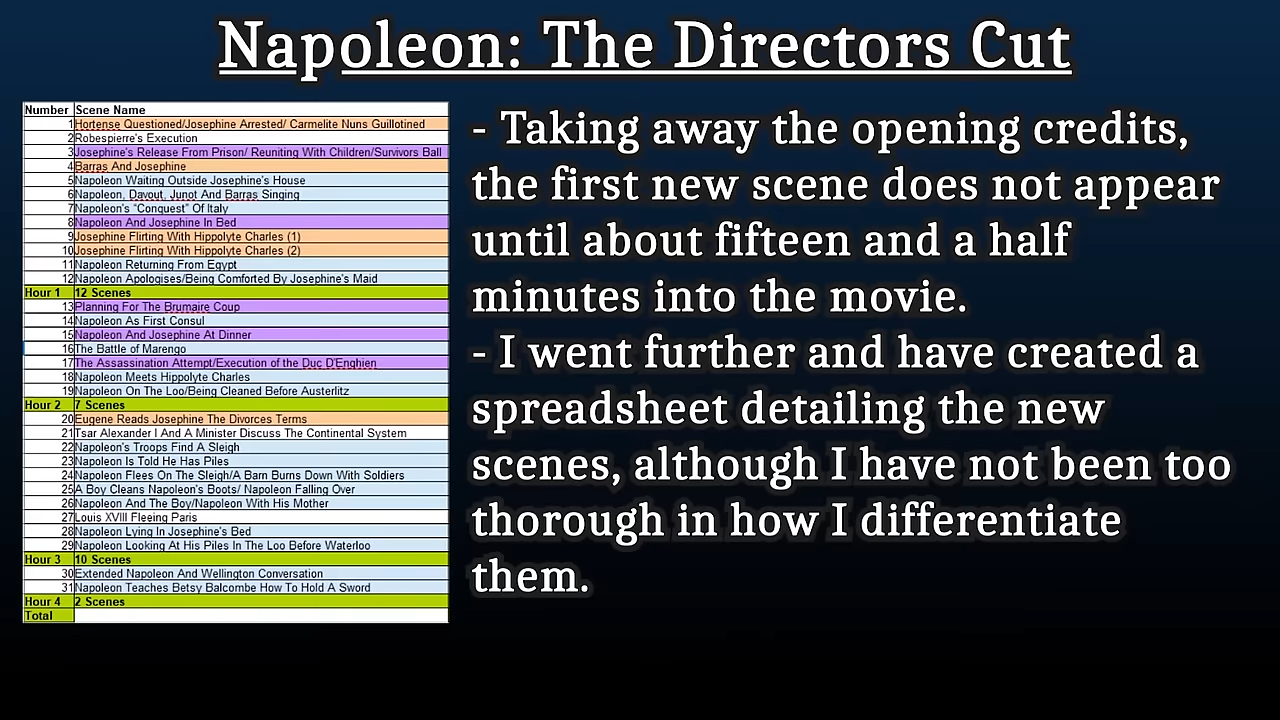 Napoleon: The Directors Cut
Number Scene Name
1 Hortense Questioned/Josephine Arrested/ Carmelite Nuns Guillotined
2 Robespierre's Execution
3 Josephine's Release From Prison/ Reuniting With Children/Survivors Ball
4 Barras And Josephine
5 Napoleon Waiting Outside Josephine's House
6 Napoleon, Davout, Junot And Barras Singing
7 Napoleon's "Conquest" Of Italy
8 Napoleon And Josephine In Bed
9 Josephine Flirting With Hippolyte Charles (1)
10 Josephine Flirting With Hippolyte Charles (2)
11 Napoleon Returning From Egypt
12 Napoleon Apologises/Being Comforted By Josephine's Maid
Hour 1 12 Scenes
13 Planning For The Brumaire Coup
14 Napoleon As First Consul
15 Napoleon And Josephine At Dinner
16 The Battle of Marengo
17 The Assassination Attempt/Execution of the Duc D'Enghien
18 Napoleon Meets Hippolyte Charles
19 Napoleon On The Loo/Being Cleaned Before Austerlitz
Hour 2 7 Scenes
20 Eugene Reads Josephine The Divorces Terms
21 Tsar Alexander I And A Minister Discuss The Continental System
22 Napoleon's Troops Find A Sleigh
23 Napoleon Is Told He Has Piles
24 Napoleon Flees On The Sleigh/A Barn Burns Down With Soldiers
25 A Boy Cleans Napoleon's Boots/ Napoleon Falling Over
26 Napoleon And The Boy/Napoleon With His Mother
27 Louis XVIII Fleeing Paris
28 Napoleon Lying In Josephine's Bed
29 Napoleon Looking At His Piles In The Loo Before Waterloo
Hour 3 10 Scenes
30 Extended Napoleon And Wellington Conversation
31 Napoleon Teaches Betsy Balcombe How To Hold A Sword
Hour 4 2 Scenes
Total
- Taking away the opening credits,
the first new scene does not appear
until about fifteen and a half
minutes into the movie.
- I went further and have created a
spreadsheet detailing the new
scenes, although I have not been too
thorough in how I differentiate
them.